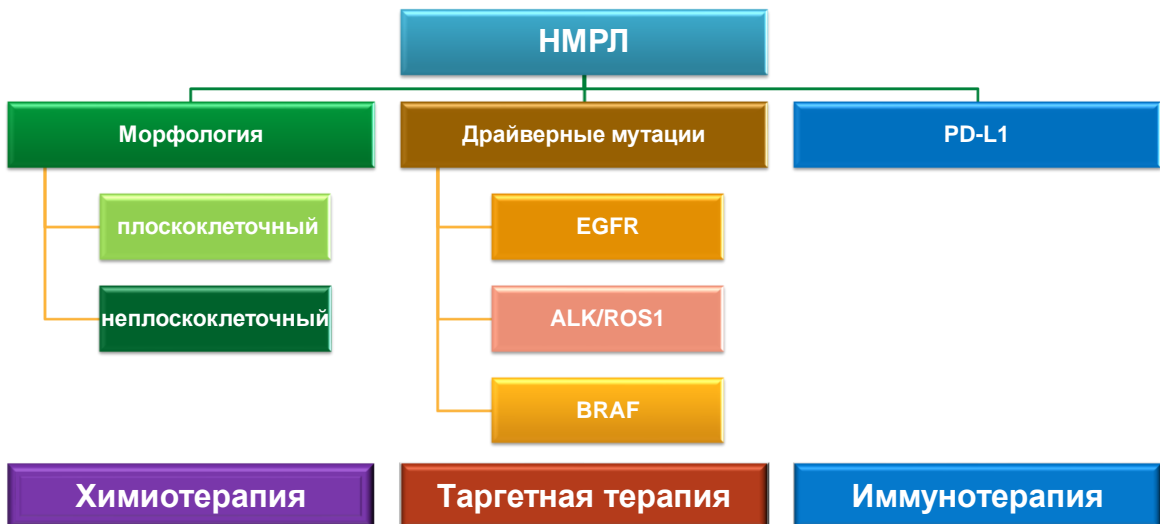 НМРЛ
Морфология
Драйверные мутации
PD-L1
плоскоклеточный
EGFR
неплоскоклеточный
ALK/ROS1
BRAF
Химиотерапия
Таргетная терапия
Иммунотерапия